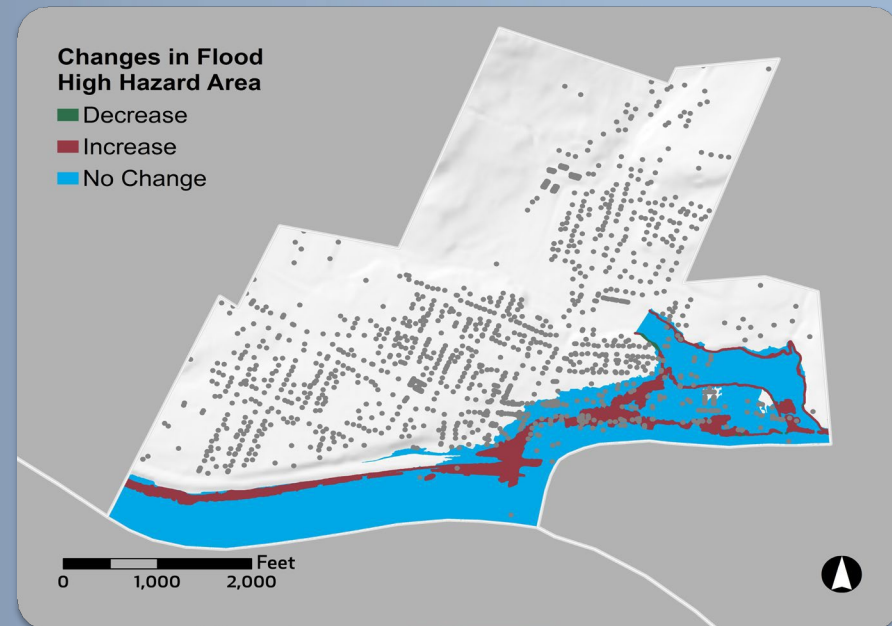 Changes in Flood
High Hazard Area
Decrease
Increase
No Change
Feet
0 1,000 2,000